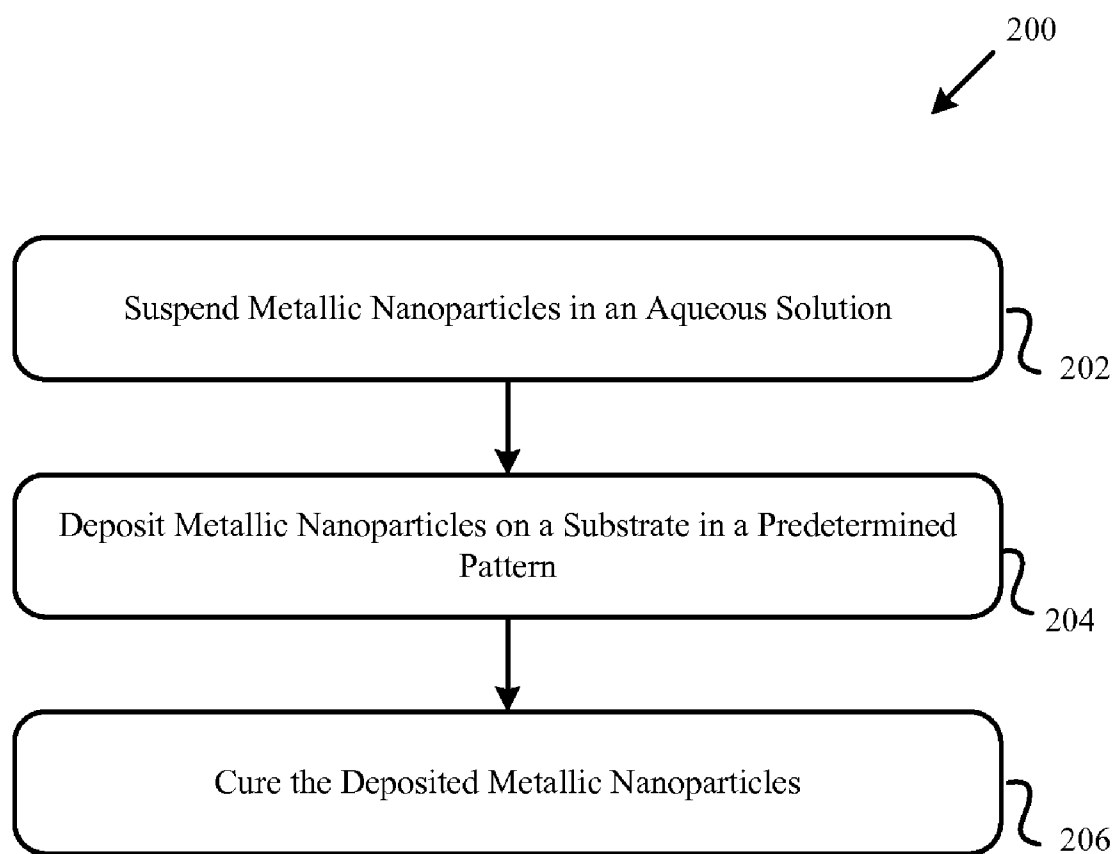 200
Suspend Metallic Nanoparticles in an Aqueous Solution
202
Deposit Metallic Nanoparticles on a Substrate in a Predetermined
Pattern
204
Cure the Deposited Metallic Nanoparticles
206